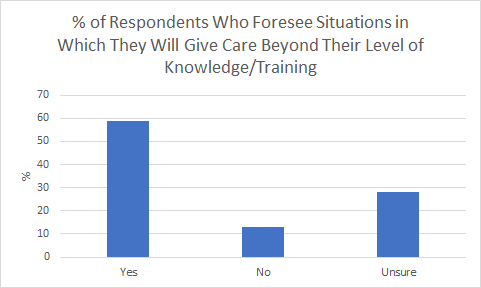 % of Respondents Who Foresee Situations in
Which They Will Give Care Beyond Their Level of
Knowledge/Training
70
60
50
40
30
20
10
0
%
Yes
No
Unsure